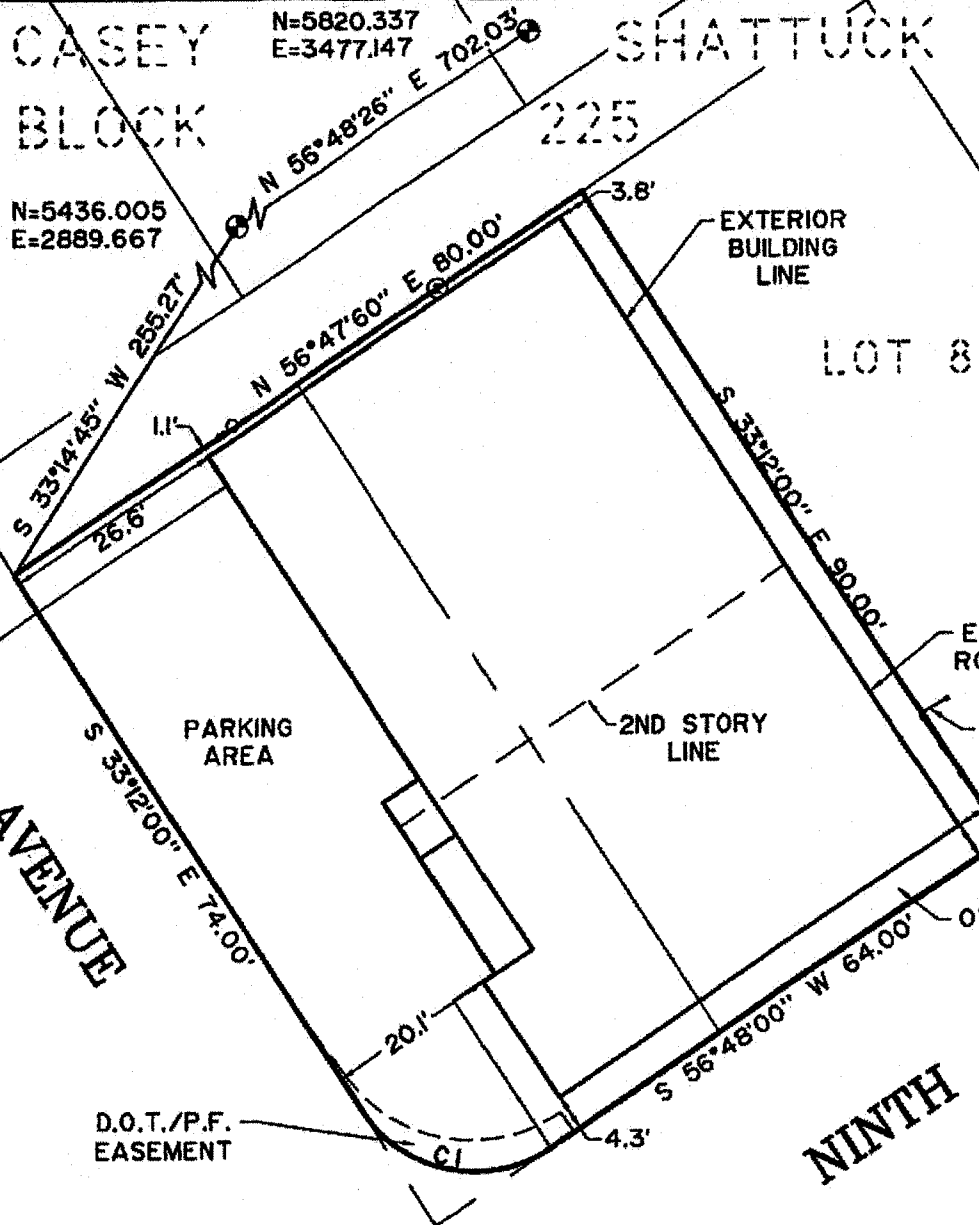 CASEY
N=5820.337
E=3477.147
SHATTUCK
BLOCK
225
N 56°48'26" E 702.03'
N=5436.005
E=2889.667
3.8'
EXTERIOR
BUILDING
LINE
N 56°47'60" E 80.00'
S 33°14'45" W 255.27'
LOT 8
1.1'
26.6'
S 33°12'00" E 90.00'
E
RO
PARKING
AREA
2ND STORY
LINE
S 33°12'00" E 74.00'
AVENUE
0
S 56°48'00" W 64.00'
20.1'
NINTH
D.O.T./P.F.
EASEMENT
C1
4.3'